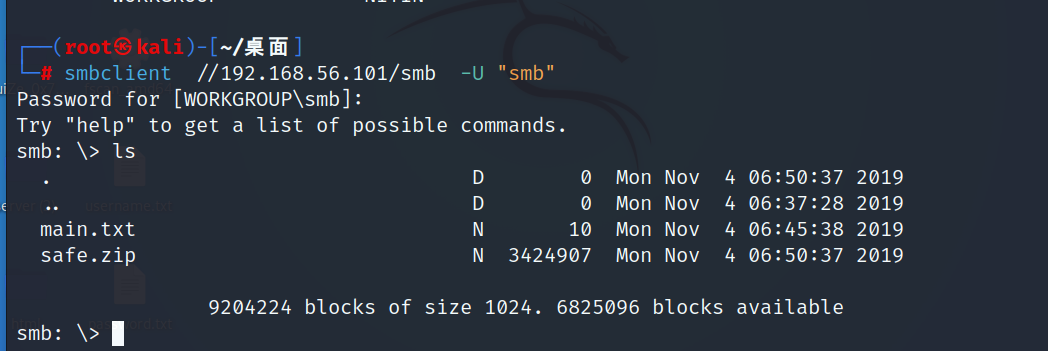 WORKGROUP NITIN
┌──(root㉿kali)-[~/桌面]
└─# smbclient  //192.168.56.101/smb  -U "smb"
Password for [WORKGROUP\smb]:
Try "help" to get a list of possible commands.
smb: \> ls
  .                                   D        0  Mon Nov  4 06:50:37 2019
  ..                                  D        0  Mon Nov  4 06:37:28 2019
  main.txt                            N       10  Mon Nov  4 06:45:38 2019
  safe.zip                            N  3424907  Mon Nov  4 06:50:37 2019
                9204224 blocks of size 1024. 6825096 blocks available
smb: \>